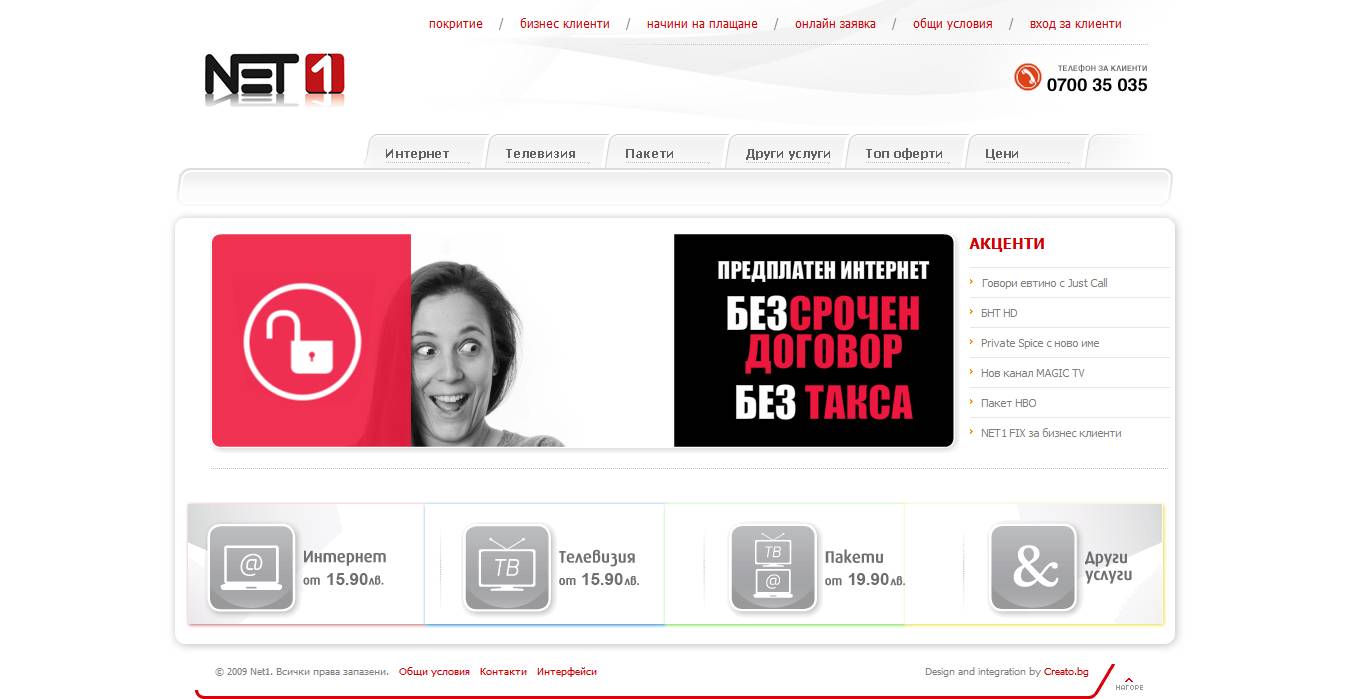 покритие / бизнес клиенти / начини на плащане / онлайн заявка / общи условия / вход за клиенти
NET 1
ТЕЛЕФОН ЗА КЛИЕНТИ
0700 35 035
Интернет Телевизия Пакети Други услуги Топ оферти Цени
ПРЕДПЛАТЕН ИНТЕРНЕТ
БЕЗСРОЧЕН
ДОГОВОР
БЕЗ ТАКСА
АКЦЕНТИ
Говори евтино с Just Call
БНТ HD
Private Spice с ново име
Нов канал MAGIC TV
Пакет HBO
NET1 FIX за бизнес клиенти
@
Интернет
от 15.90лв.
ТВ
Телевизия
от 15.90лв.
ТВ
@
Пакети
от 19.90лв.
&
Други
услуги
© 2009 Net1. Всички права запазени. Общи условия Контакти Интерфейси
Design and integration by Creato.bg
НАГОРЕ